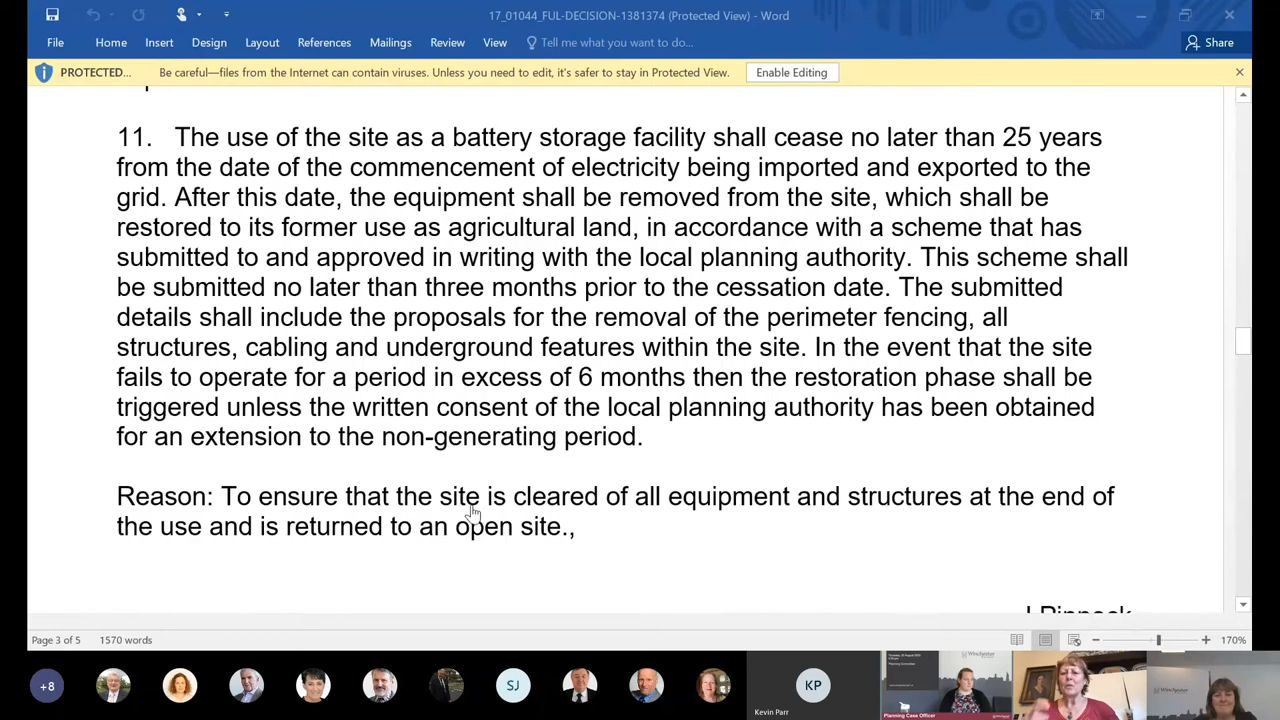 17_01044_FUL-DECISION-1381374 (Protected View) - Word
File Home Insert Design Layout References Mailings Review View Tell me what you want to do... Share
PROTECTED... Be careful—files from the Internet can contain viruses. Unless you need to edit, it's safer to stay in Protected View. Enable Editing
11. The use of the site as a battery storage facility shall cease no later than 25 years
from the date of the commencement of electricity being imported and exported to the
grid. After this date, the equipment shall be removed from the site, which shall be
restored to its former use as agricultural land, in accordance with a scheme that has
submitted to and approved in writing with the local planning authority. This scheme shall
be submitted no later than three months prior to the cessation date. The submitted
details shall include the proposals for the removal of the perimeter fencing, all
structures, cabling and underground features within the site. In the event that the site
fails to operate for a period in excess of 6 months then the restoration phase shall be
triggered unless the written consent of the local planning authority has been obtained
for an extension to the non-generating period.
Reason: To ensure that the site is cleared of all equipment and structures at the end of
the use and is returned to an open site.,
Page 3 of 5 1570 words 170%
+8 SJ KP
Kevin Parr
Planning Committee
Winchester
Planning Case Officer